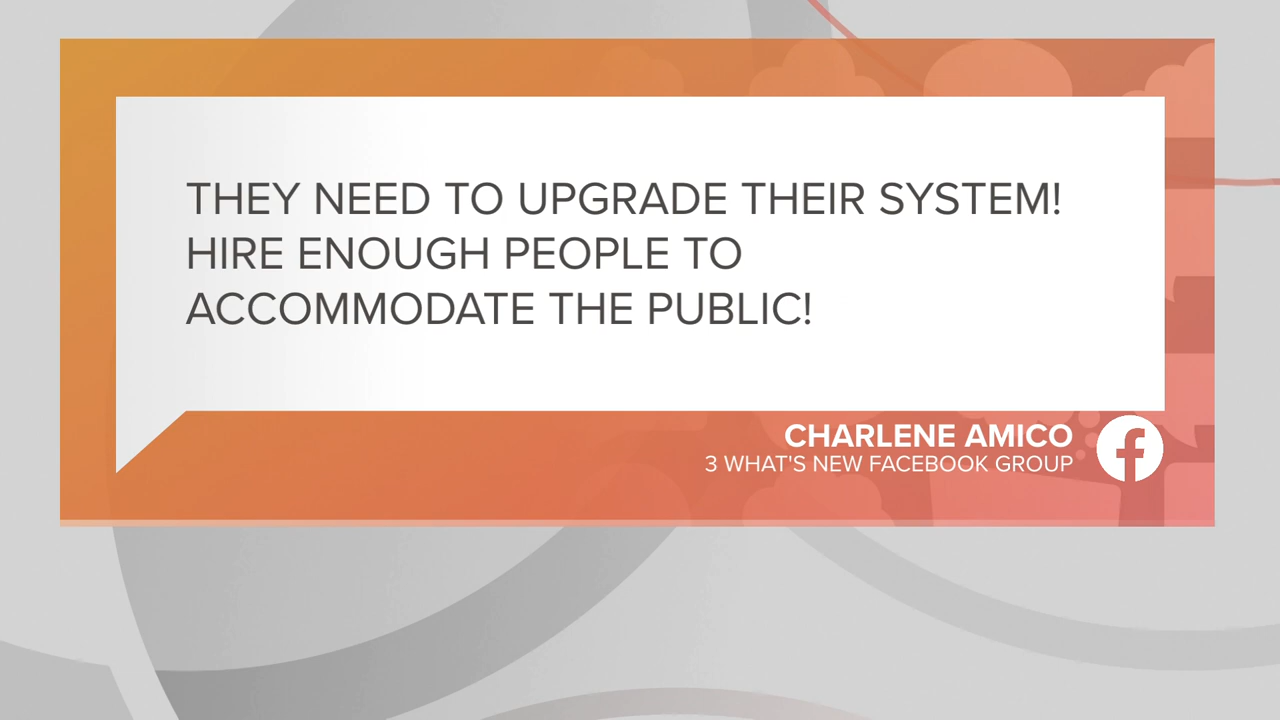 THEY NEED TO UPGRADE THEIR SYSTEM!
HIRE ENOUGH PEOPLE TO
ACCOMMODATE THE PUBLIC!
CHARLENE AMICO
3 WHAT'S NEW FACEBOOK GROUP